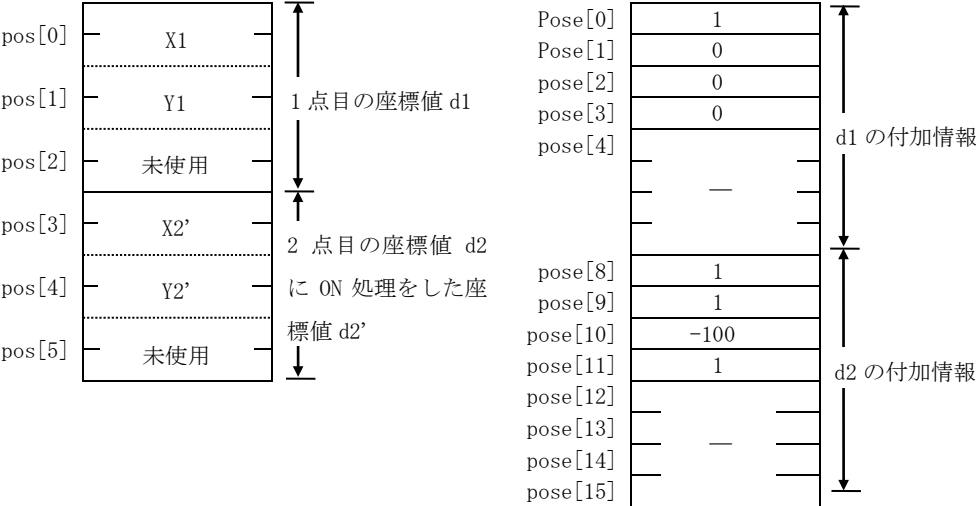 pos[0]
X1
pos[1]
Y1
pos[2]
未使用
1点目の座標値 d1
pos[3]
X2’
pos[4]
Y2’
pos[5]
未使用
2 点目の座標値 d2
に ON 処理をした座
標値 d2’
Pose[0]
1
Pose[1]
0
pose[2]
0
pose[3]
0
pose[4]
—
d1 の付加情報
pose[8]
1
pose[9]
1
pose[10]
-100
pose[11]
1
pose[12]
pose[13]
—
pose[14]
pose[15]
d2 の付加情報